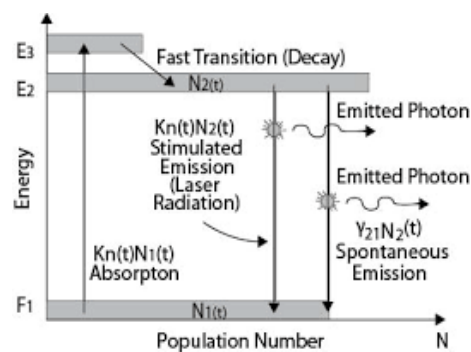 E3
Fast Transition (Decay)
E2
N2(t)
Emitted Photon
Kn(t)N2(t)
Stimulated
Emission
(Laser
Radiation)
Emitted Photon
Energy
Kn(t)N1(t)
Absorpton
γ21N2(t)
Spontaneous
Emission
F1
N1(t)
Population Number
N